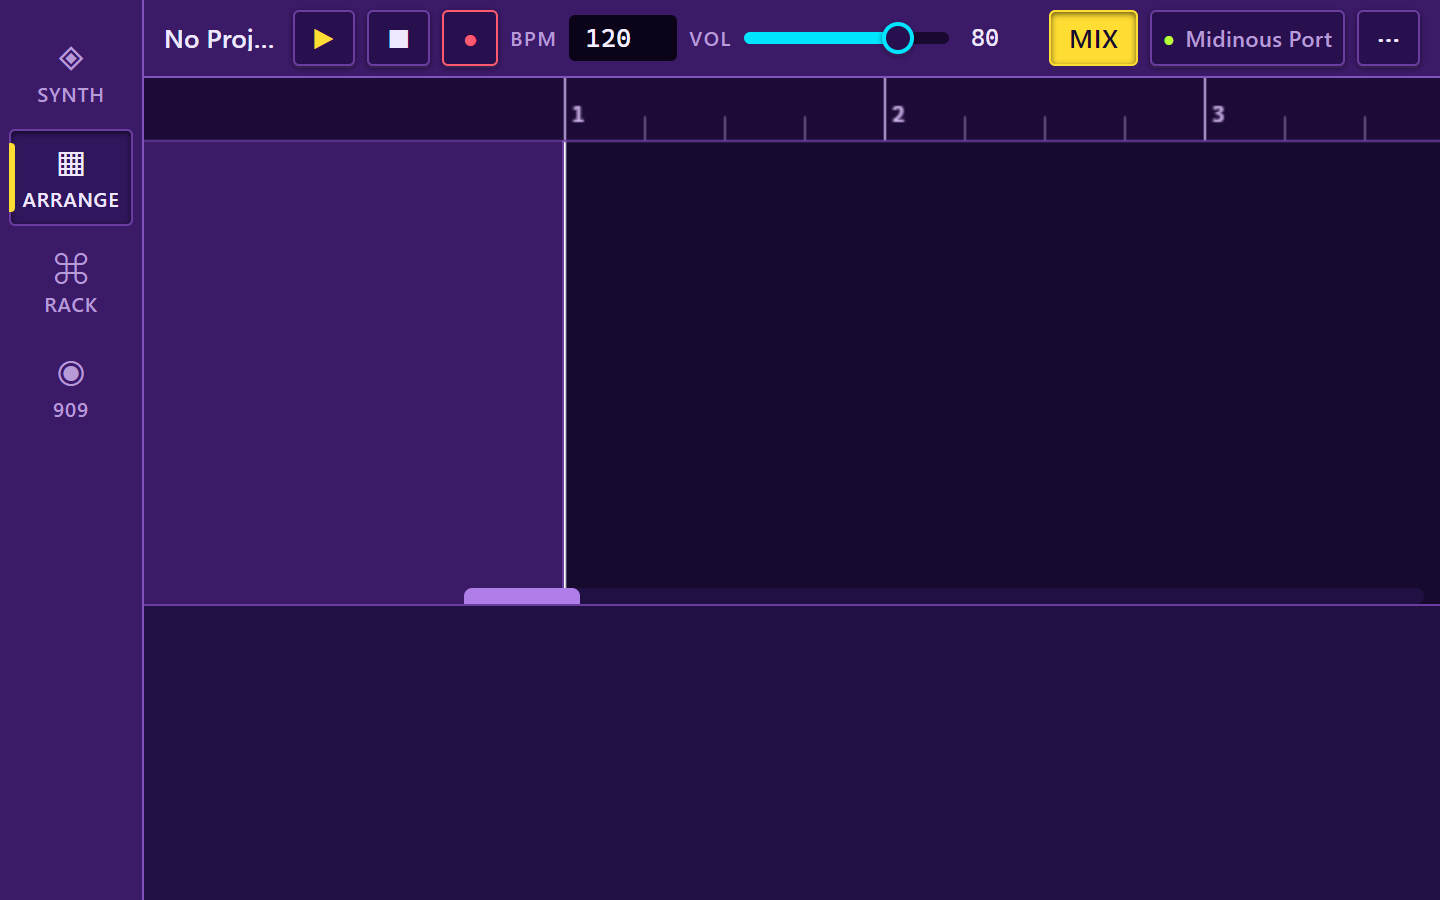 No Proj...
BPM
120
VOL
80
MIX
Midinous Port
...
SYNTH
ARRANGE
RACK
909
1
2
3